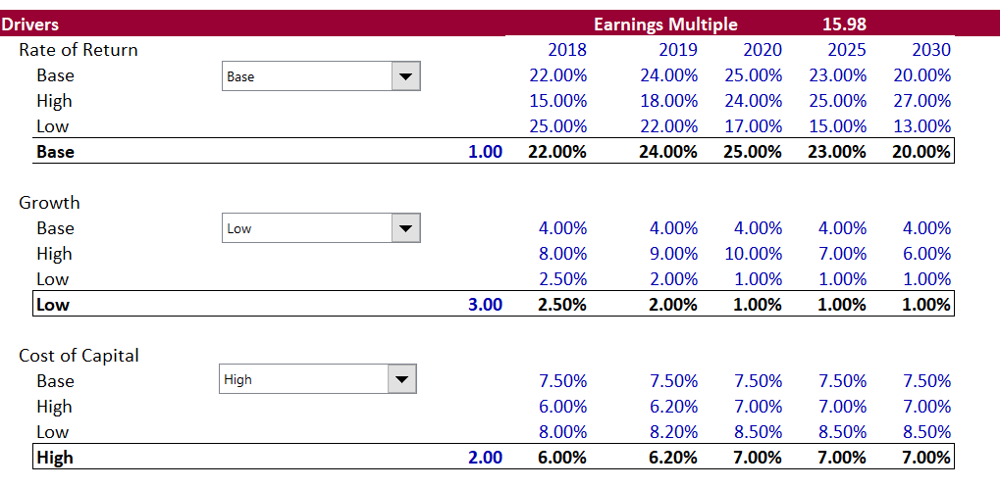 Drivers Earnings Multiple 15.98
Rate of Return 2018 2019 2020 2025 2030
Base Base 22.00% 24.00% 25.00% 23.00% 20.00%
High 15.00% 18.00% 24.00% 25.00% 27.00%
Low 25.00% 22.00% 17.00% 15.00% 13.00%
Base 1.00 22.00% 24.00% 25.00% 23.00% 20.00%
Growth
Base Low 4.00% 4.00% 4.00% 4.00% 4.00%
High 8.00% 9.00% 10.00% 7.00% 6.00%
Low 2.50% 2.00% 1.00% 1.00% 1.00%
Low 3.00 2.50% 2.00% 1.00% 1.00% 1.00%
Cost of Capital
Base High 7.50% 7.50% 7.50% 7.50% 7.50%
High 6.00% 6.20% 7.00% 7.00% 7.00%
Low 8.00% 8.20% 8.50% 8.50% 8.50%
High 2.00 6.00% 6.20% 7.00% 7.00% 7.00%